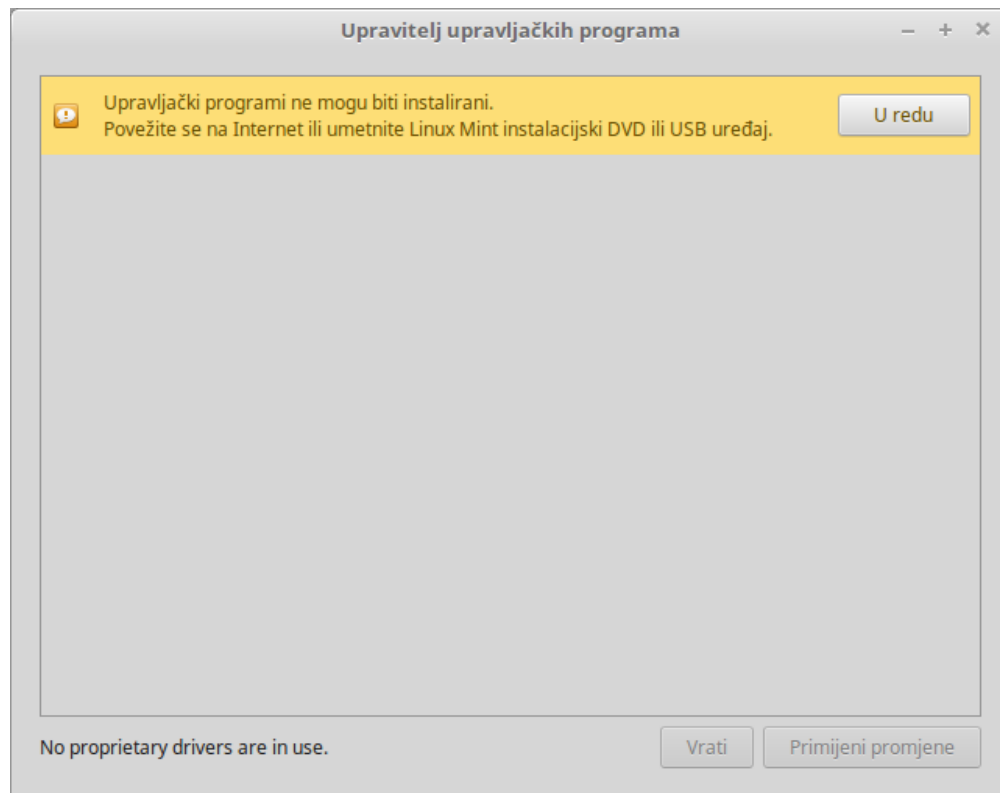 Upravitelj upravljačkih programa
Upravljački programi ne mogu biti instalirani.
Povežite se na Internet ili umetnite Linux Mint instalacijski DVD ili USB uređaj.
U redu
No proprietary drivers are in use.
Vrati
Primijeni promjene